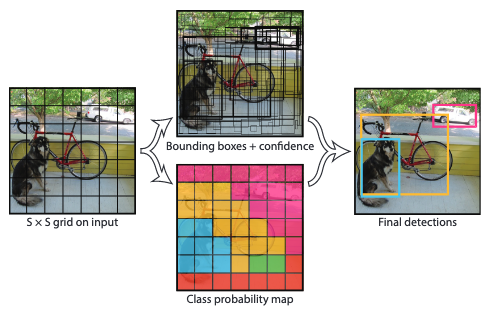 Bounding boxes + confidence
S × S grid on input
Final detections
Class probability map